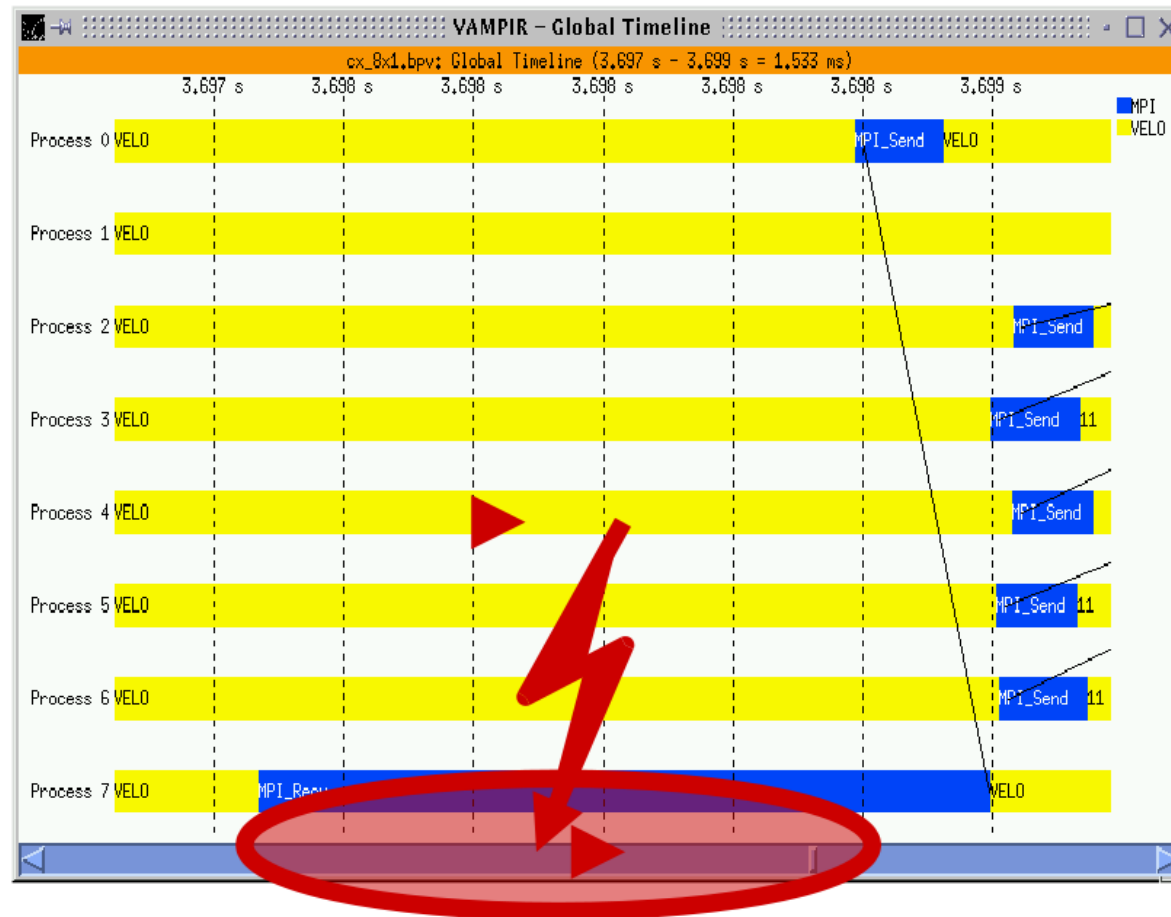 VAMPIR – Global Timeline
cx_8x1.bpv: Global Timeline (3.697 s - 3.699 s = 1.533 ms)
3.697 s 3.698 s 3.698 s 3.698 s 3.698 s 3.698 s 3.699 s
MPI
VELO
Process 0 VELO MPI_Send VELO
Process 1 VELO
Process 2 VELO MPI_Send
Process 3 VELO MPI_Send 11
Process 4 VELO MPI_Send
Process 5 VELO MPI_Send 11
Process 6 VELO MPI_Send 11
Process 7 VELO MPI_Recv VELO